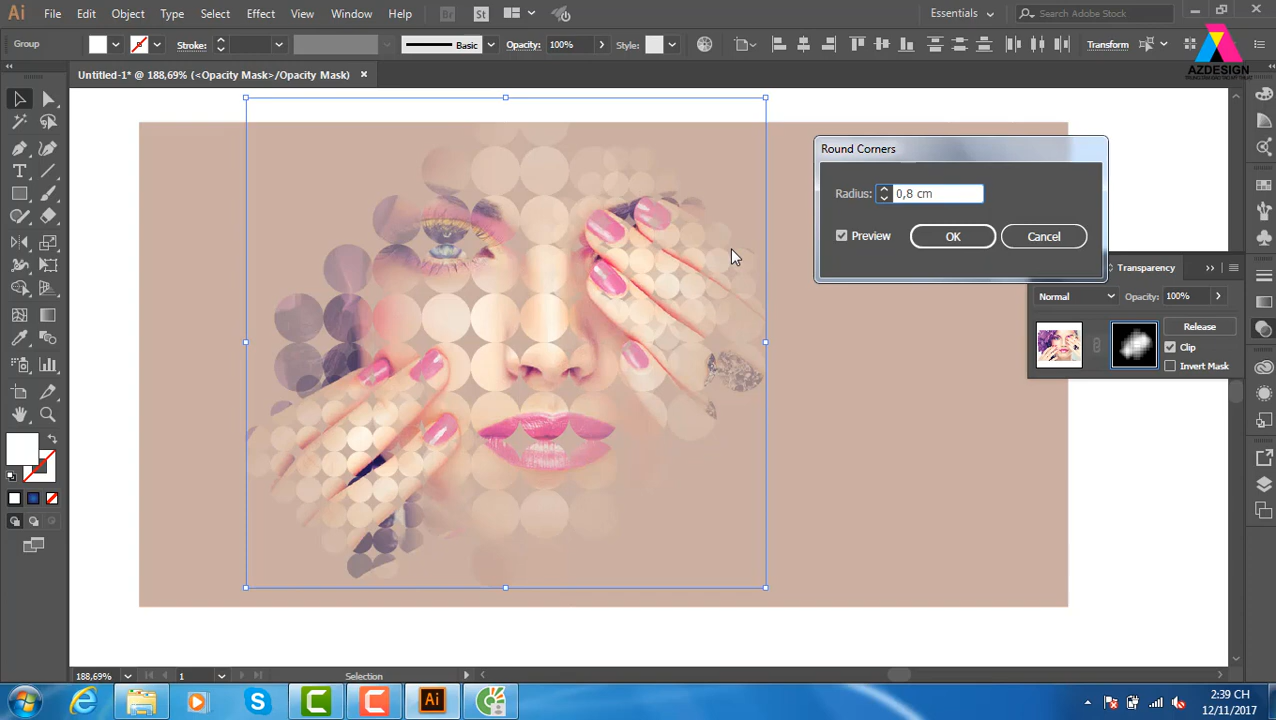 Ai File Edit Object Type Select Effect View Window Help Br St Essentials Search Adobe Stock
Group Stroke: Basic Opacity: 100% Style: Transform
AZDESIGN
Untitled-1* @ 188,69% (<Opacity Mask>/Opacity Mask)
Round Corners
Radius: 0,8 cm
Preview OK Cancel
Transparency
Normal Opacity: 100%
Release
Clip
Invert Mask
188,69% 1 Selection
Ai
2:39 CH
12/11/2017